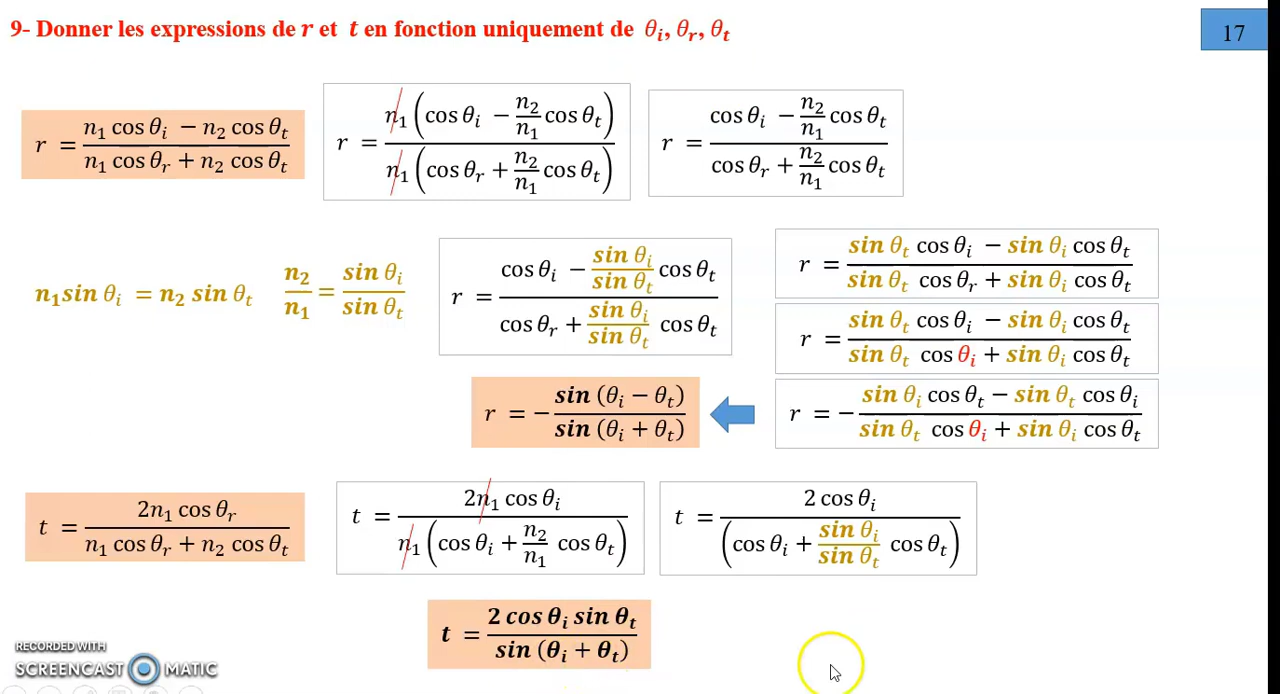 9- Donner les expressions de r et t en fonction uniquement de θi, θr, θt
17
r = (n1 cos θi − n2 cos θt) / (n1 cos θr + n2 cos θt)
r = n1 (cos θi − n2/n1 cos θt) / n1 (cos θr + n2/n1 cos θt)
r = (cos θi − n2/n1 cos θt) / (cos θr + n2/n1 cos θt)
n1 sin θi = n2 sin θt
n2/n1 = sin θi / sin θt
r = (cos θi − sin θi/sin θt cos θt) / (cos θr + sin θi/sin θt cos θt)
r = (sin θt cos θi − sin θi cos θt) / (sin θt cos θr + sin θi cos θt)
r = (sin θt cos θi − sin θi cos θt) / (sin θt cos θi + sin θi cos θt)
r = − (sin θi cos θt − sin θt cos θi) / (sin θt cos θi + sin θi cos θt)
r = − sin (θi − θt) / sin (θi + θt)
t = 2n1 cos θr / (n1 cos θr + n2 cos θt)
t = 2n1 cos θi / n1 (cos θi + n2/n1 cos θt)
t = 2 cos θi / (cos θi + sin θi/sin θt cos θt)
t = 2 cos θi sin θt / sin (θi + θt)
RECORDED WITH
SCREENCAST MATIC